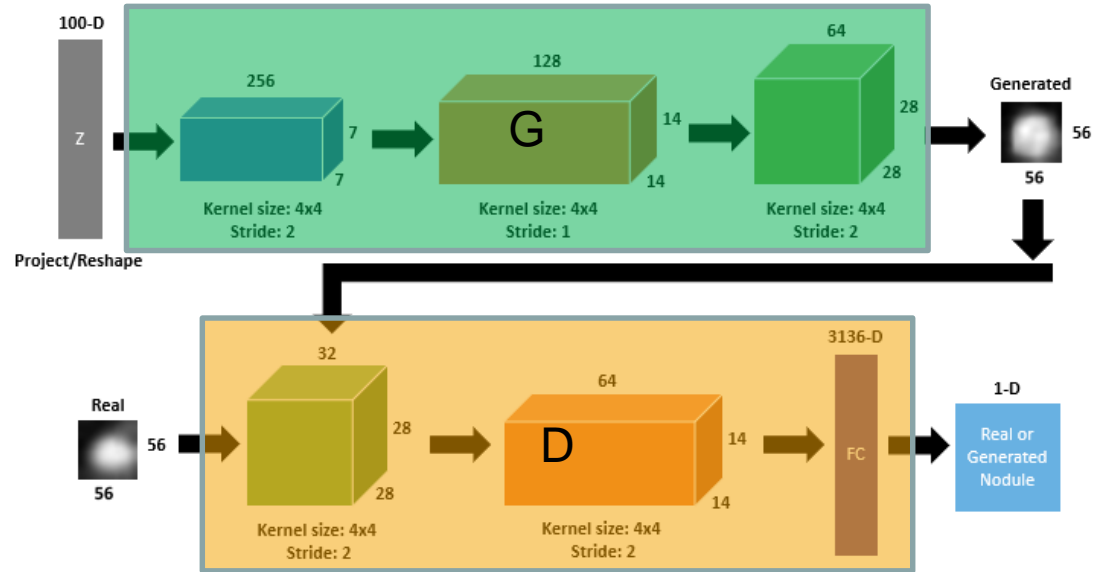 100-D
Z
Project/Reshape
256
7
7
Kernel size: 4x4
Stride: 2
128
G
14
14
Kernel size: 4x4
Stride: 1
64
28
28
Kernel size: 4x4
Stride: 2
Generated
56
56
Real
56
56
32
28
28
Kernel size: 4x4
Stride: 2
64
D
14
14
Kernel size: 4x4
Stride: 2
3136-D
FC
1-D
Real or
Generated
Nodule